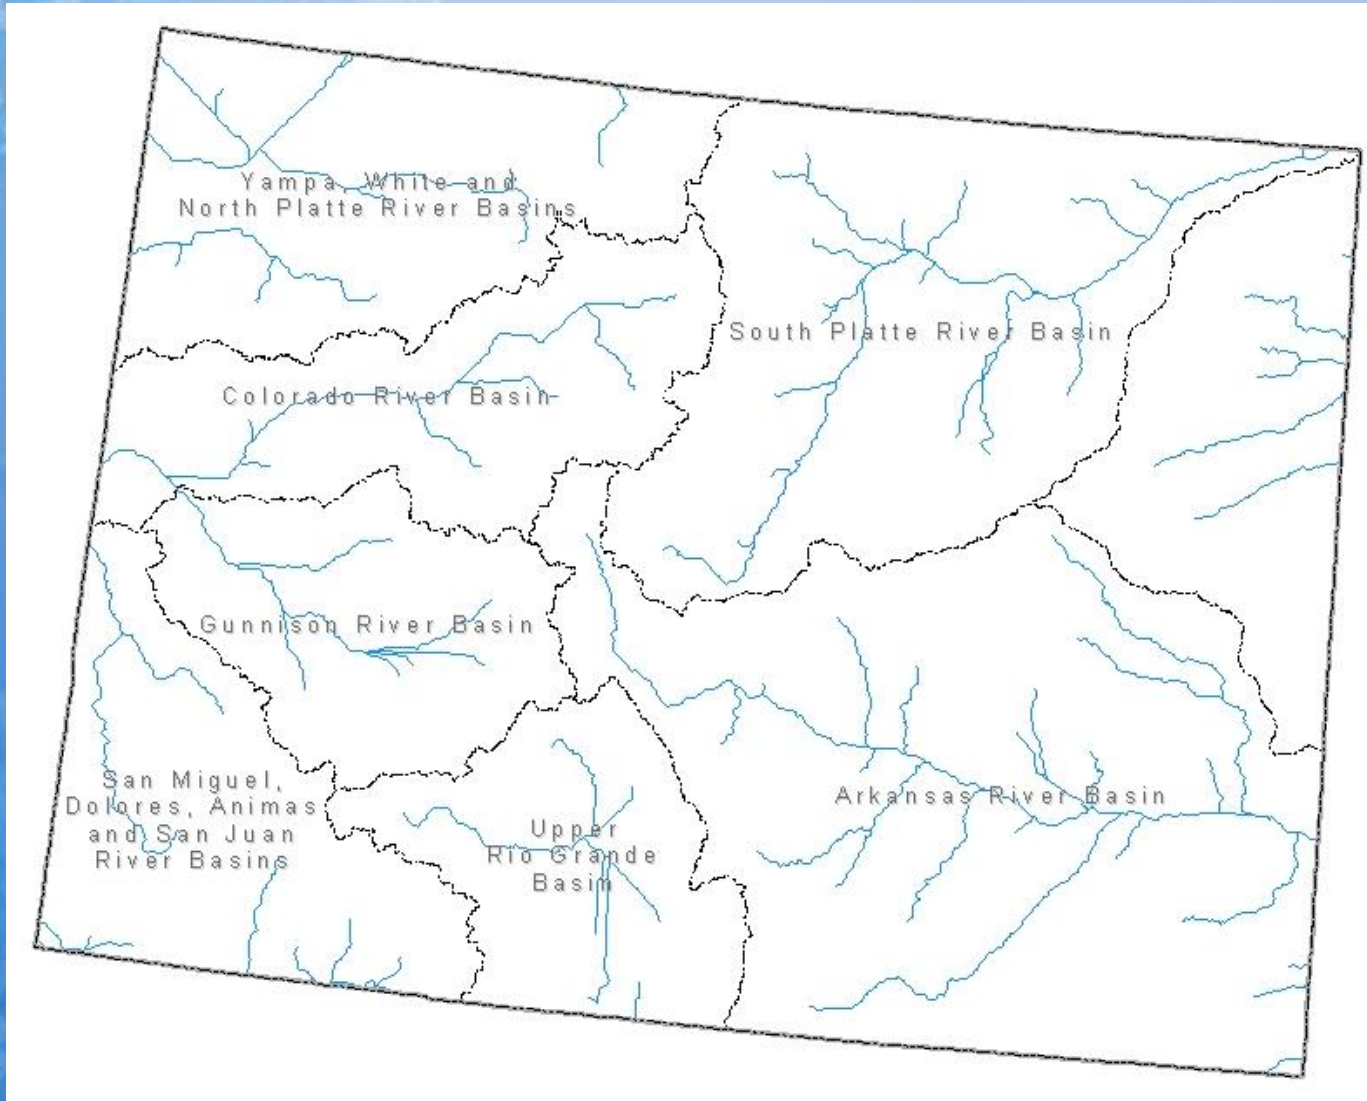 Yampa, White and
North Platte River Basins
South Platte River Basin
Colorado River Basin
Gunnison River Basin
San Miguel,
Dolores, Animas
and San Juan
River Basins
Upper
Rio Grande
Basin
Arkansas River Basin